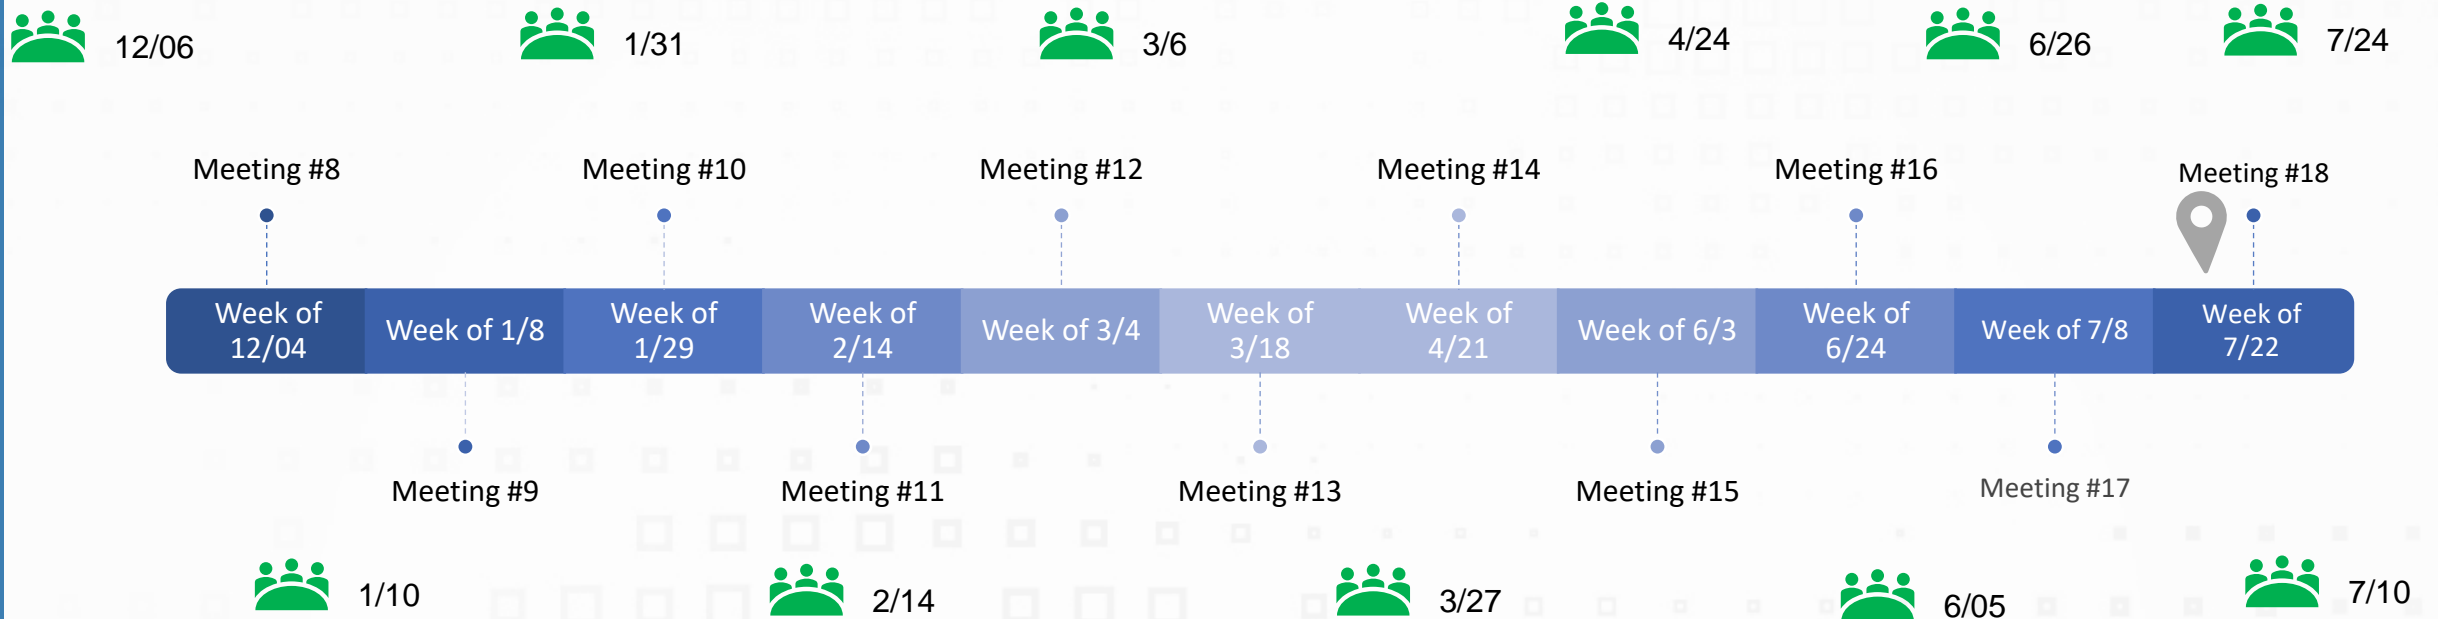 12/06
1/31
3/6
4/24
6/26
7/24
Meeting #8
Meeting #10
Meeting #12
Meeting #14
Meeting #16
Meeting #18
Week of
12/04
Week of 1/8
Week of
1/29
Week of
2/14
Week of 3/4
Week of
3/18
Week of
4/21
Week of 6/3
Week of
6/24
Week of 7/8
Week of
7/22
Meeting #9
Meeting #11
Meeting #13
Meeting #15
Meeting #17
1/10
2/14
3/27
6/05
7/10